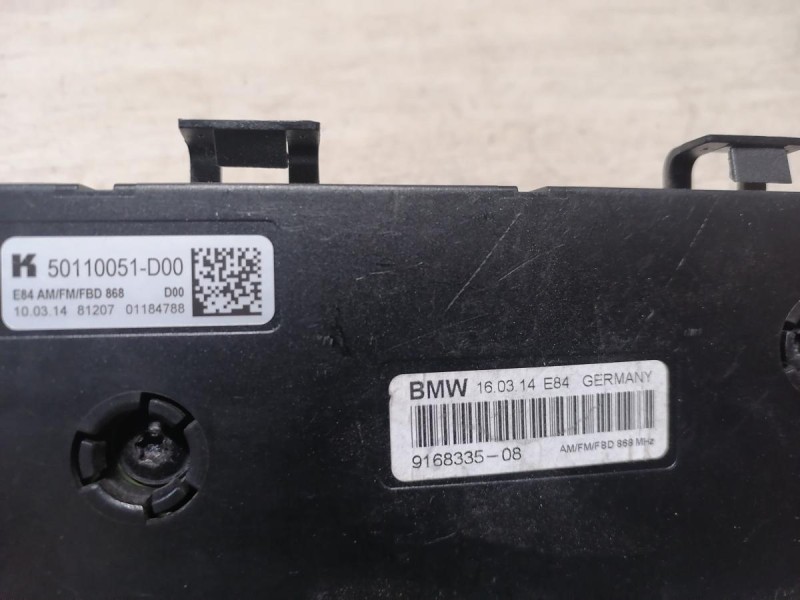 K 50110051-D00
E84 AM/FM/FBD 868 D00
10.03.14 81207 01184788
BMW 16.03.14 E84 GERMANY
9168335-08 AM/FM/FBD 868 MHz